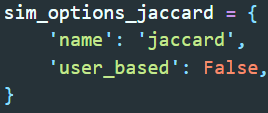 sim_options_jaccard = {
    'name': 'jaccard',
    'user_based': False,
}